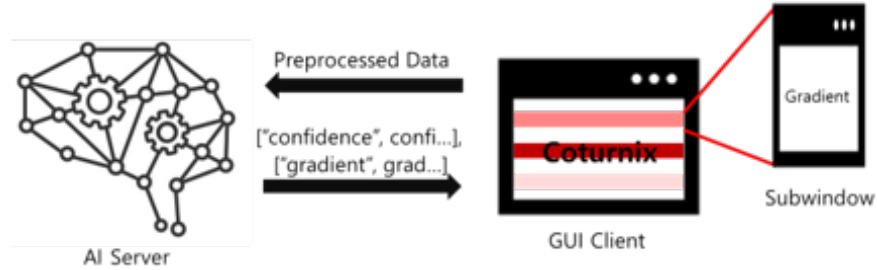 Preprocessed Data
["confidence", confi...],
["gradient", grad...]
AI Server
Coturnix
GUI Client
Gradient
Subwindow